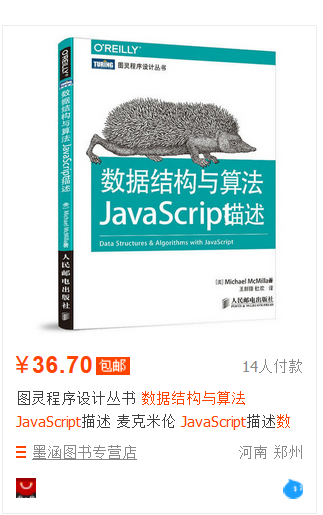 O'REILLY®
TURING 图灵程序设计丛书
数据结构与算法
JavaScript描述
Data Structures & Algorithms with JavaScript
[美] Michael McMillan 著
王群锋 杜欢 译
人民邮电出版社
O'REILLY®
数据结构与算法JavaScript描述
[美] Michael McMillan
人民邮电出版社
¥36.70 包邮 14人付款
图灵程序设计丛书 数据结构与算法
JavaScript描述 麦克米伦 JavaScript描述数
墨涵图书专营店 河南 郑州